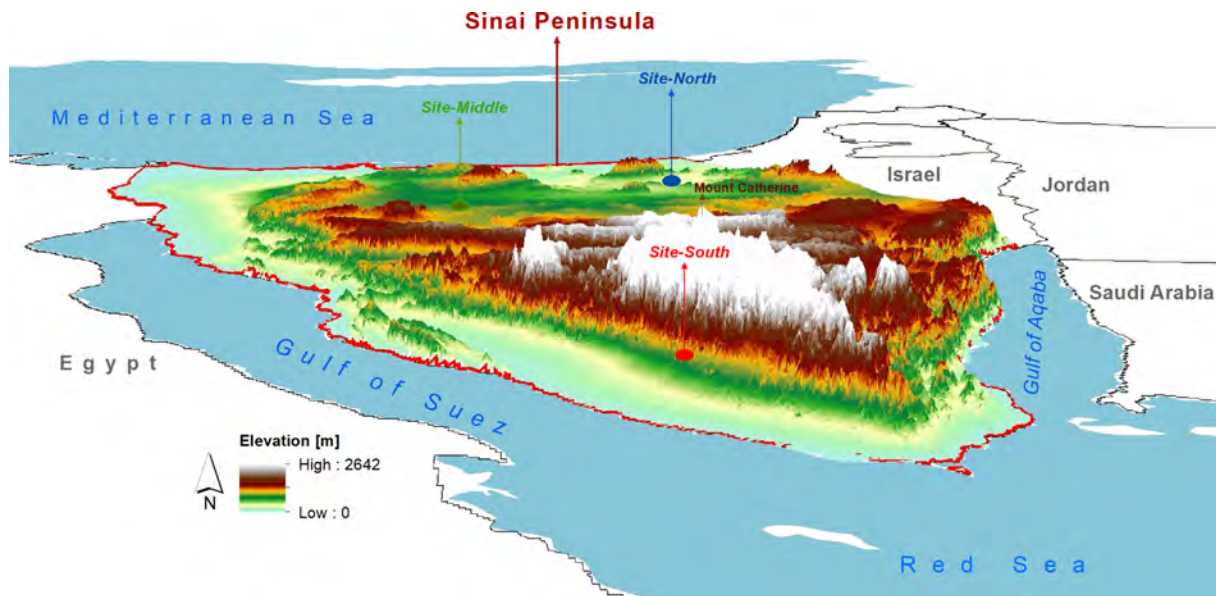 Sinai Peninsula
Site-North
Site-Middle
Mediterranean Sea
Israel
Jordan
Mount Catherine
Site-South
Saudi Arabia
Gulf of Aqaba
Egypt
Gulf of Suez
Elevation [m]
High : 2642
Low : 0
N
Red Sea